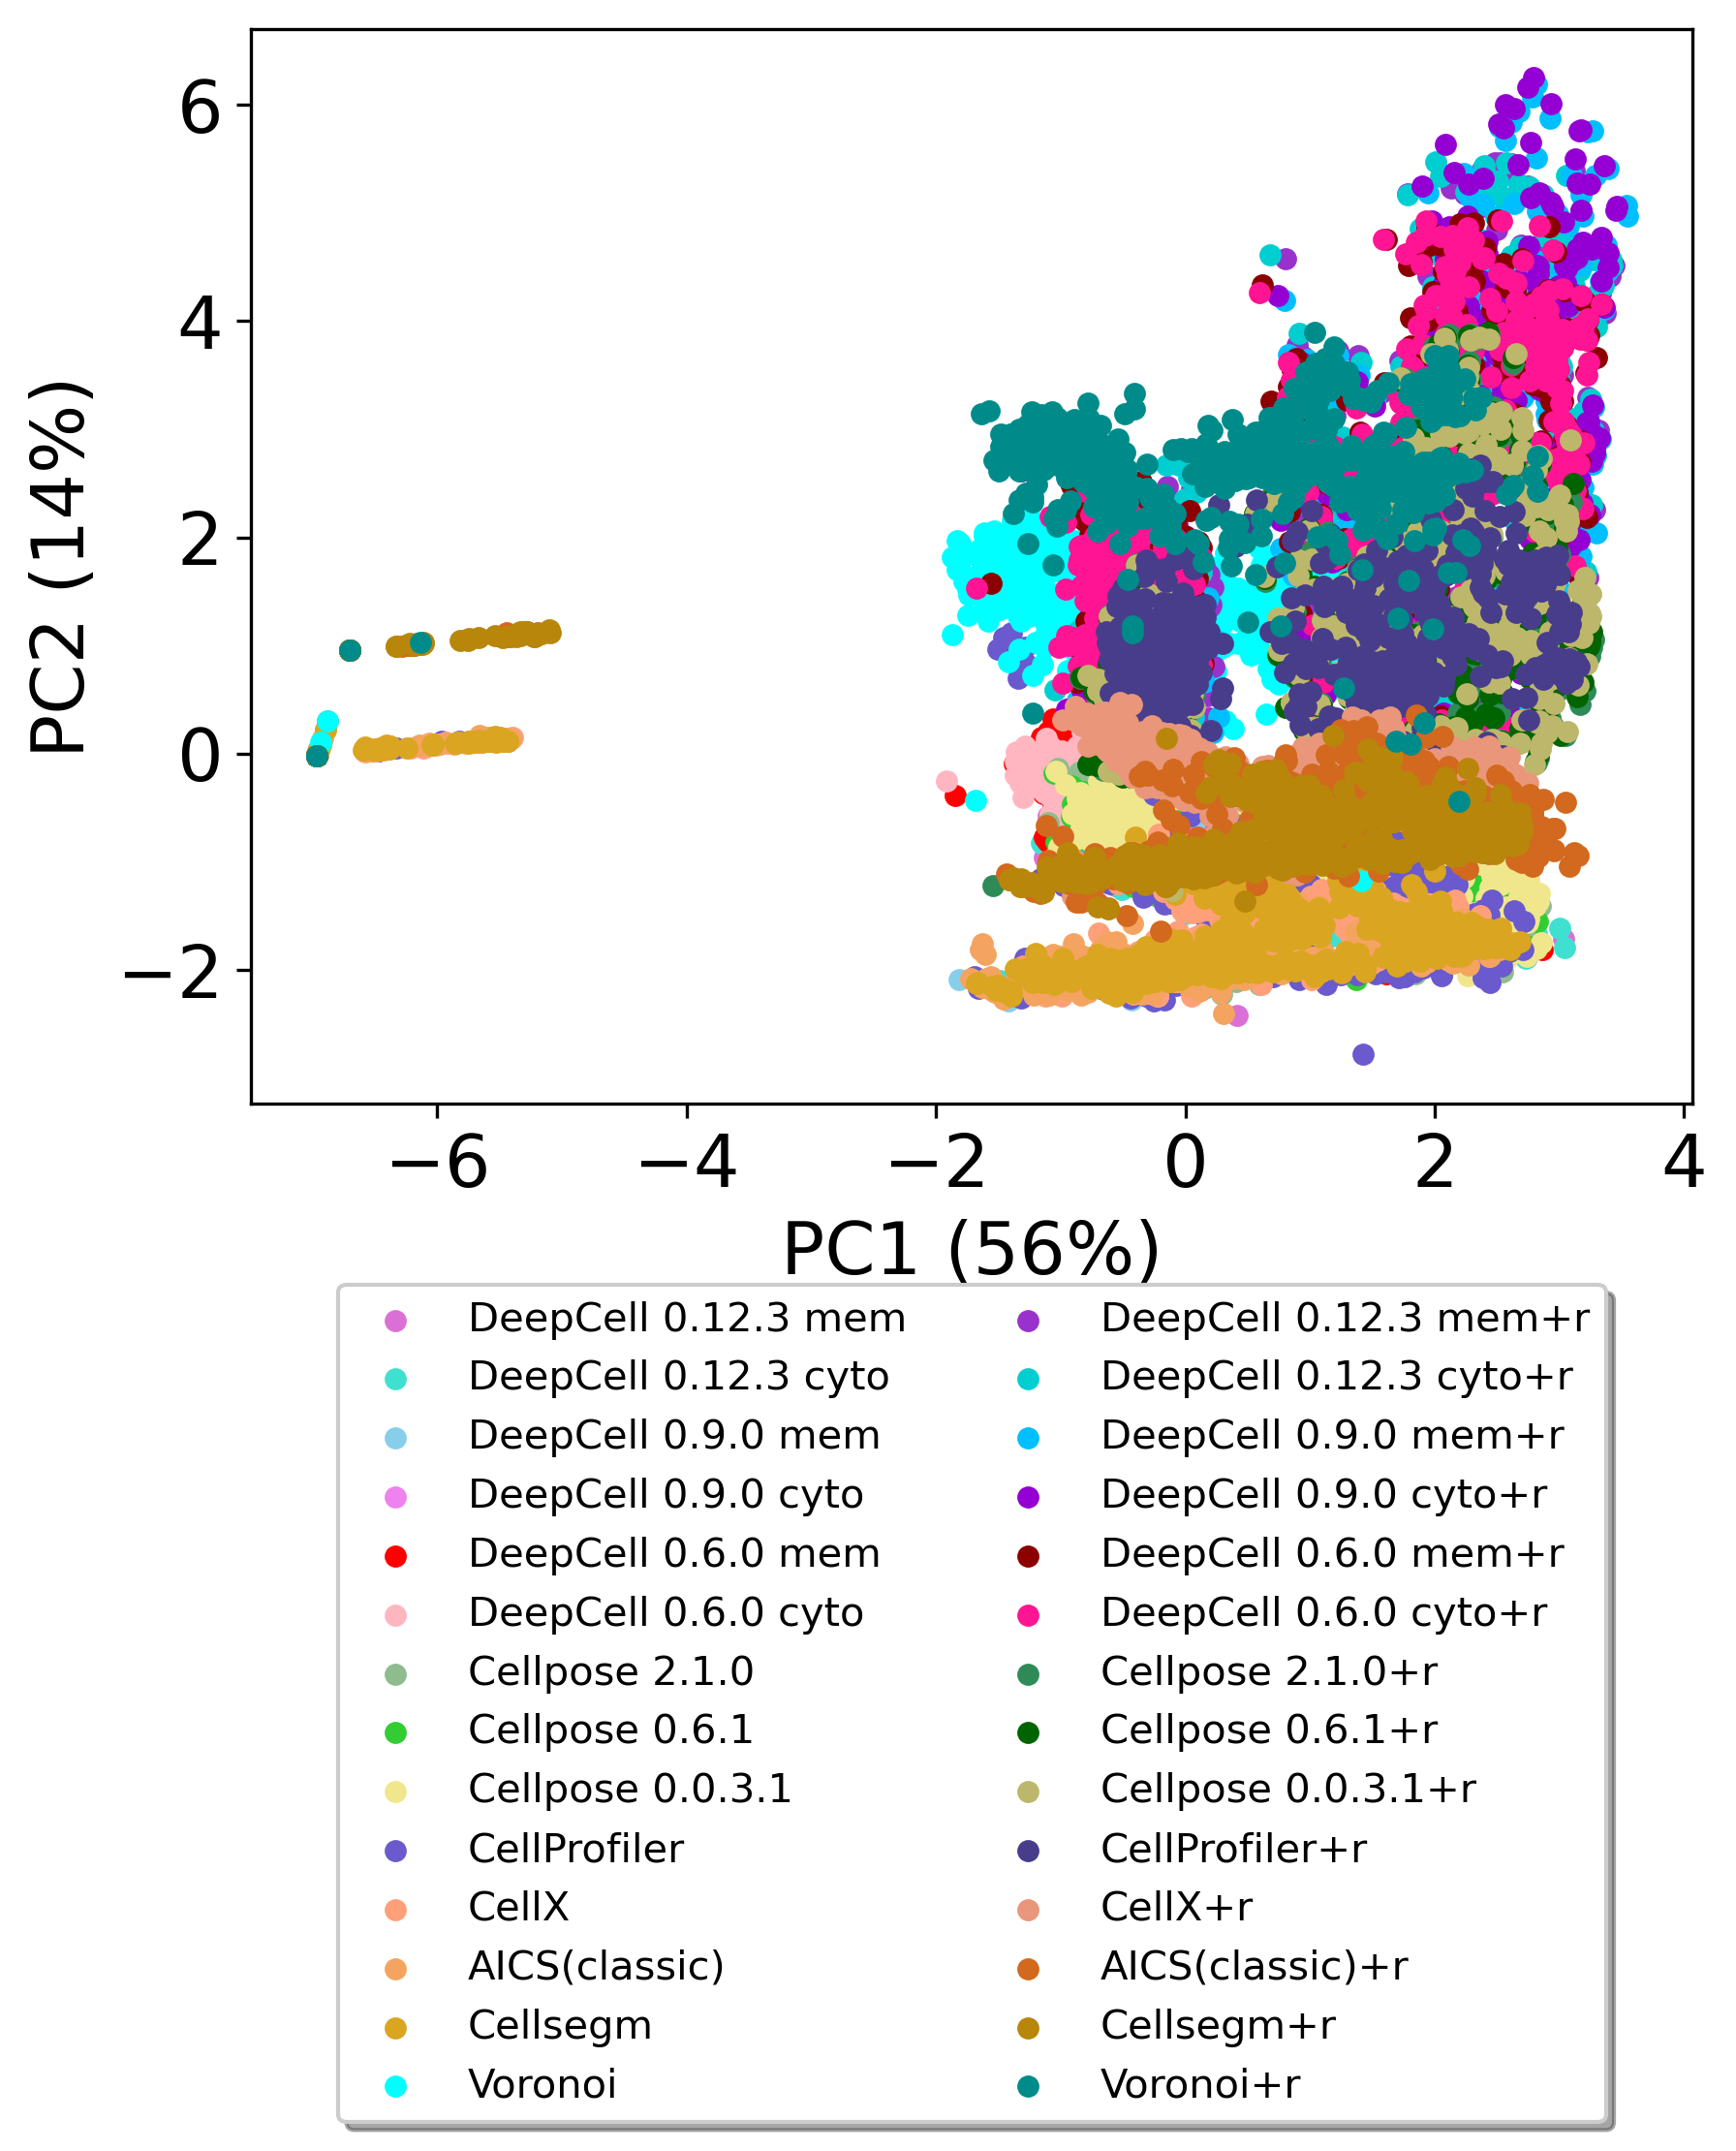 6
4
2
0
−2
PC2 (14%)
−6 −4 −2 0 2 4
PC1 (56%)
DeepCell 0.12.3 mem
DeepCell 0.12.3 cyto
DeepCell 0.9.0 mem
DeepCell 0.9.0 cyto
DeepCell 0.6.0 mem
DeepCell 0.6.0 cyto
Cellpose 2.1.0
Cellpose 0.6.1
Cellpose 0.0.3.1
CellProfiler
CellX
AICS(classic)
Cellsegm
Voronoi
DeepCell 0.12.3 mem+r
DeepCell 0.12.3 cyto+r
DeepCell 0.9.0 mem+r
DeepCell 0.9.0 cyto+r
DeepCell 0.6.0 mem+r
DeepCell 0.6.0 cyto+r
Cellpose 2.1.0+r
Cellpose 0.6.1+r
Cellpose 0.0.3.1+r
CellProfiler+r
CellX+r
AICS(classic)+r
Cellsegm+r
Voronoi+r